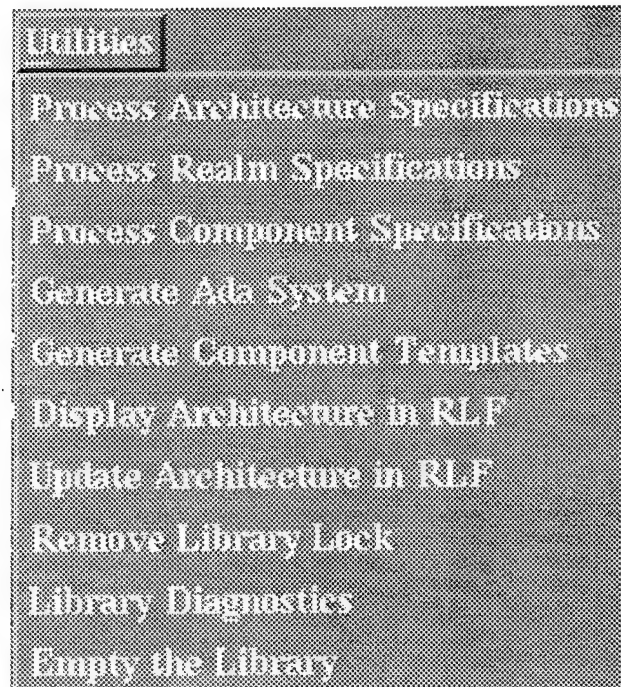 Utilities
Process Architecture Specifications
Process Realm Specifications
Process Component Specifications
Generate Ada System
Generate Component Templates
Display Architecture in RLF
Update Architecture in RLF
Remove Library Lock
Library Diagnostics
Empty the Library